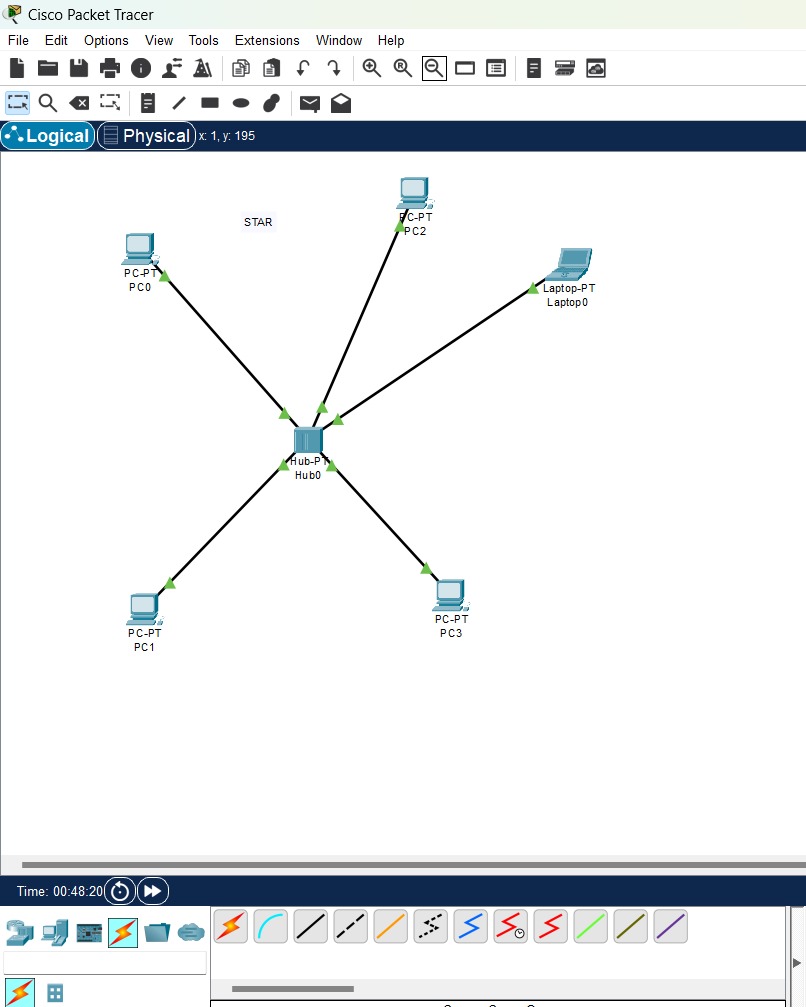 Cisco Packet Tracer
File Edit Options View Tools Extensions Window Help
Logical Physical x: 1, y: 195
PC-PT
PC2
STAR
PC-PT
PC0
Laptop-PT
Laptop0
Hub-PT
Hub0
PC-PT
PC3
PC-PT
PC1
Time: 00:48:20